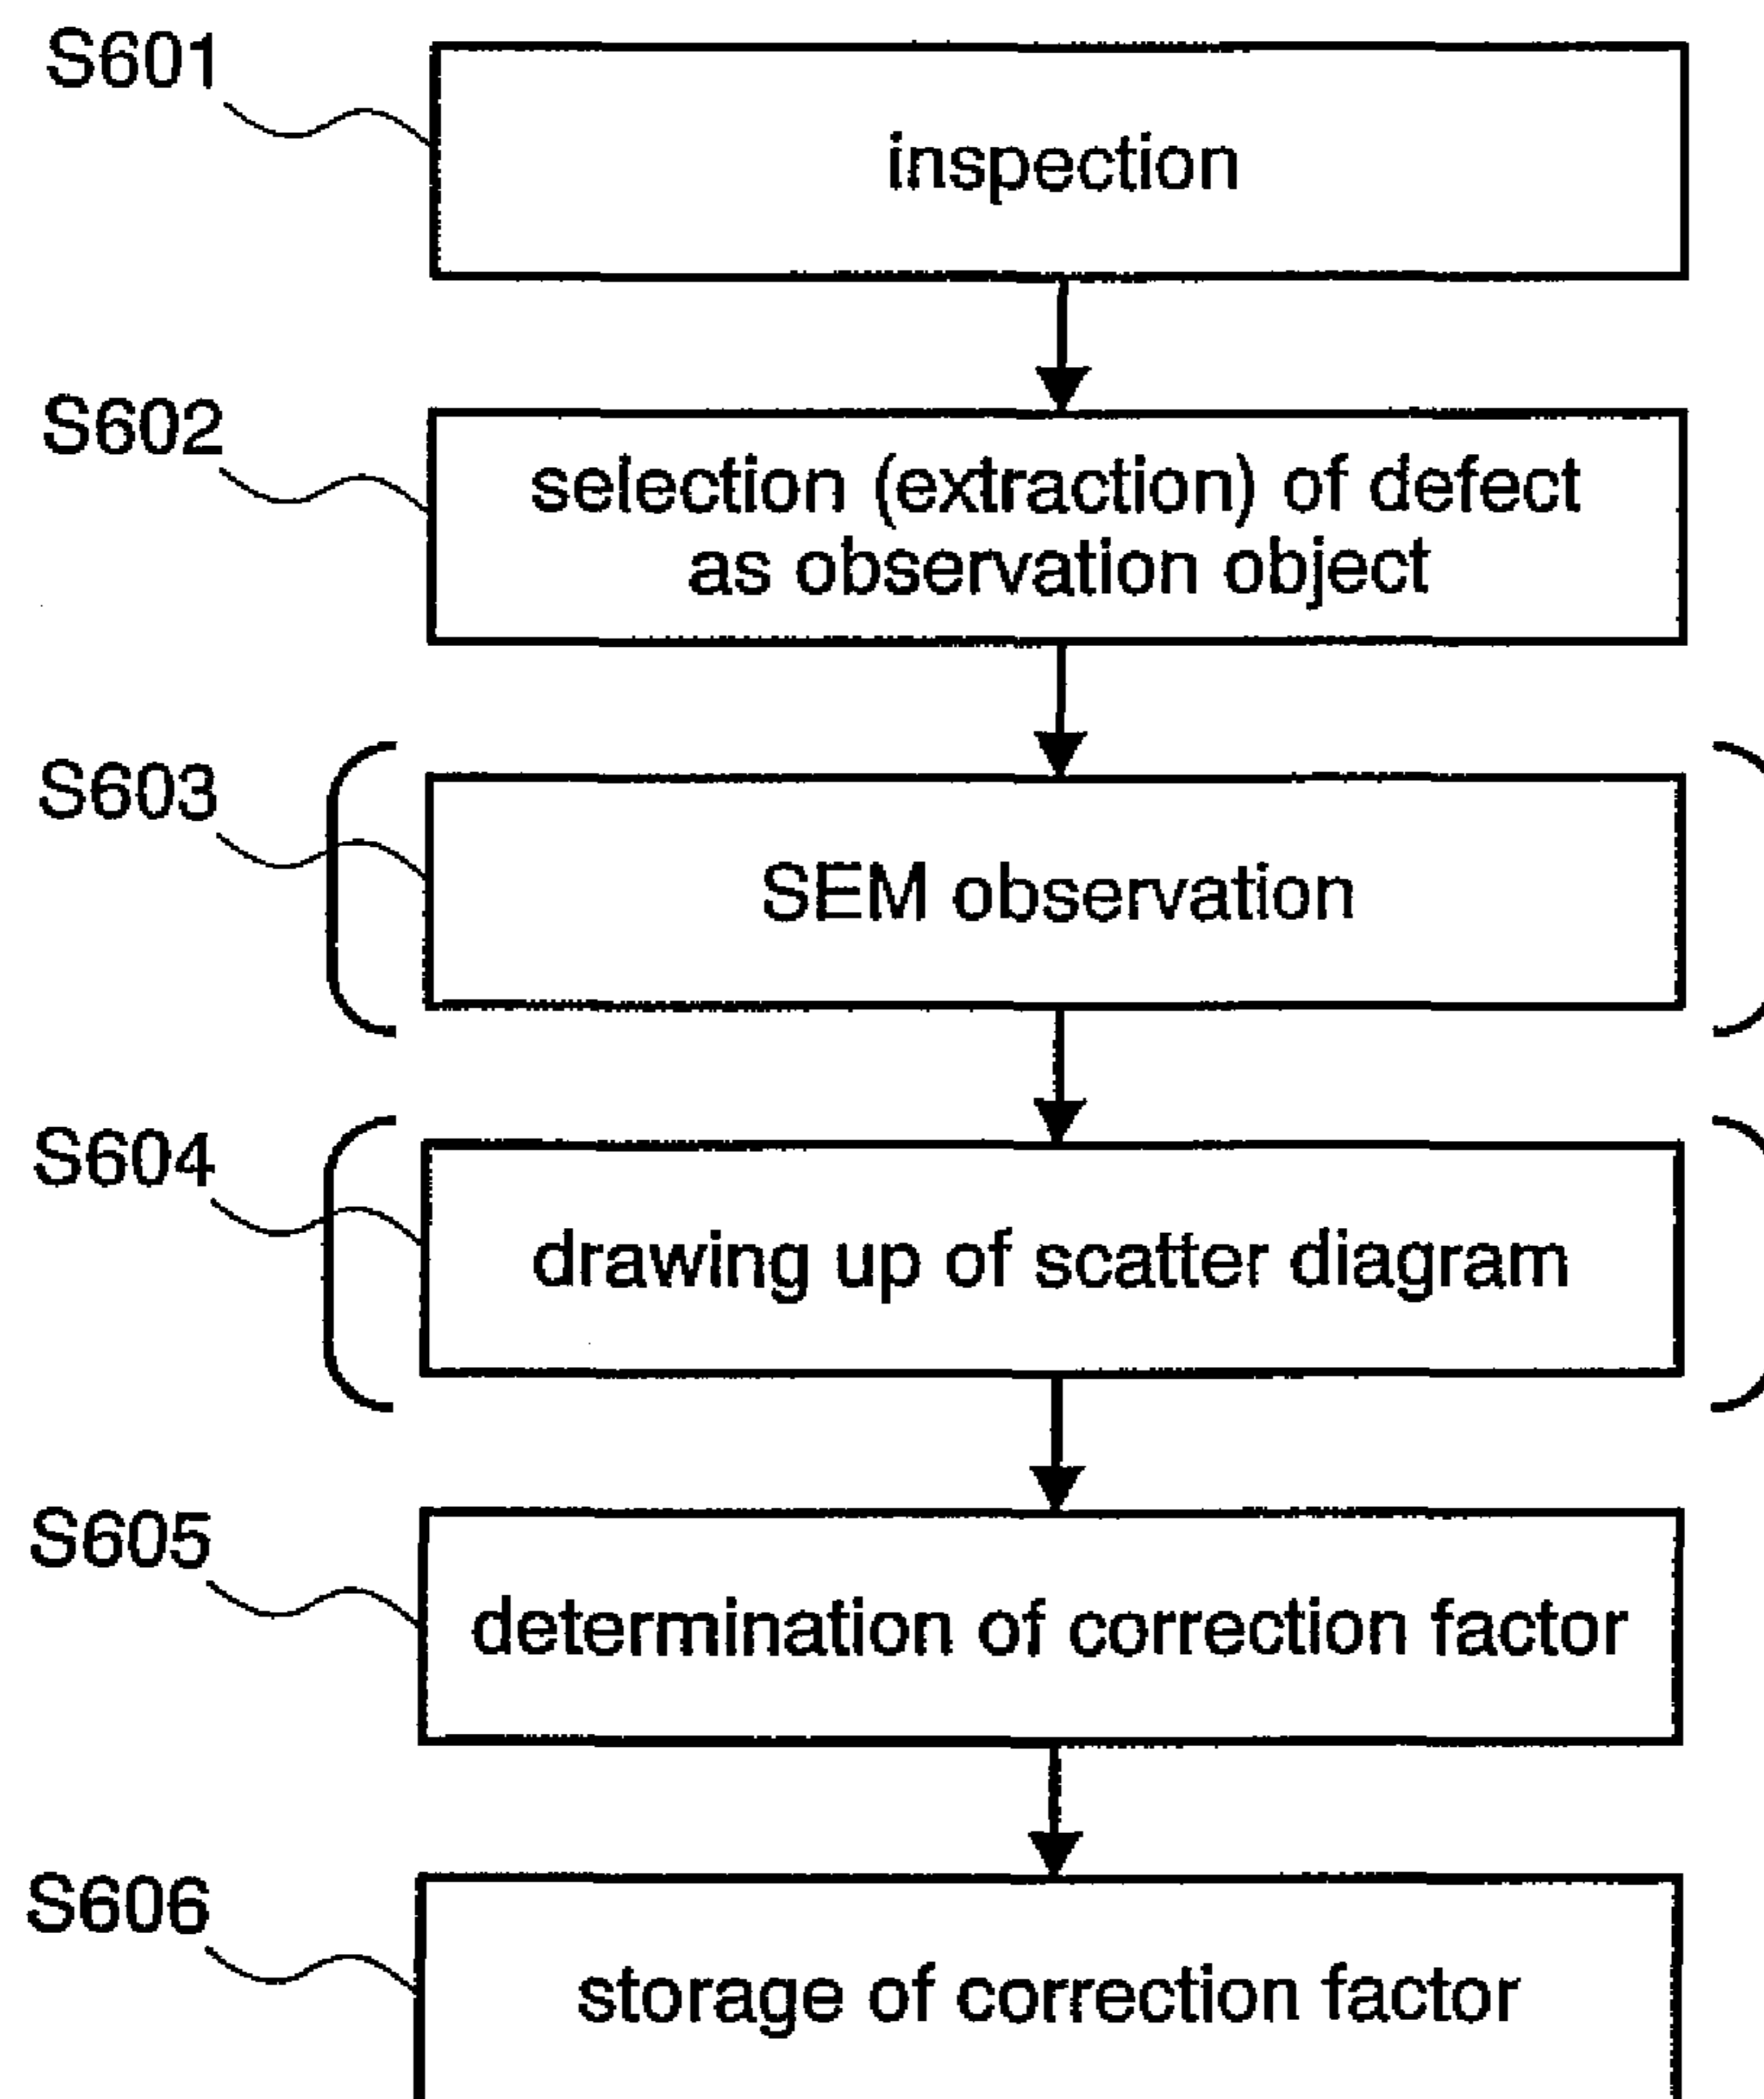 S601
inspection
S602
selection (extraction) of defect
as observation object
S603
SEM observation
S604
drawing up of scatter diagram
S605
determination of correction factor
S606
storage of correction factor